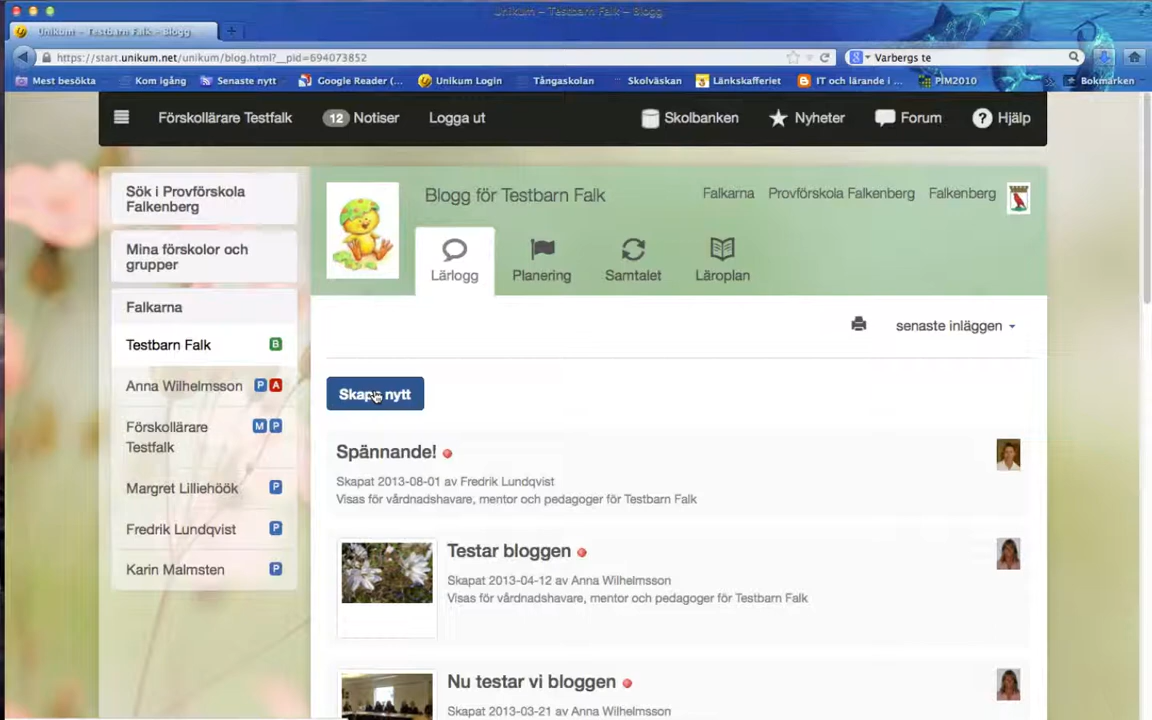 Unikum – Testbarn Falk – Blogg
Unikum – Testbarn Falk – Blogg
https://start.unikum.net/unikum/blog.html?__pid=694073852
Varbergs te
Mest besökta Kom igång Senaste nytt Google Reader (... Unikum Login Tångaskolan Skolväskan Länkskafferiet IT och lärande i ... PIM2010 Bokmärken
Förskollärare Testfalk 12 Notiser Logga ut Skolbanken Nyheter Forum ? Hjälp
Sök i Provförskola
Falkenberg
Mina förskolor och
grupper
Falkarna
Testbarn Falk B
Anna Wilhelmsson P A
Förskollärare
Testfalk M P
Margret Lilliehöök P
Fredrik Lundqvist P
Karin Malmsten P
Blogg för Testbarn Falk
Falkarna Provförskola Falkenberg Falkenberg
Lärlogg Planering Samtalet Läroplan
senaste inläggen
Skapa nytt
Spännande!
Skapat 2013-08-01 av Fredrik Lundqvist
Visas för vårdnadshavare, mentor och pedagoger för Testbarn Falk
Testar bloggen
Skapat 2013-04-12 av Anna Wilhelmsson
Visas för vårdnadshavare, mentor och pedagoger för Testbarn Falk
Nu testar vi bloggen
Skapat 2013-03-21 av Anna Wilhelmsson